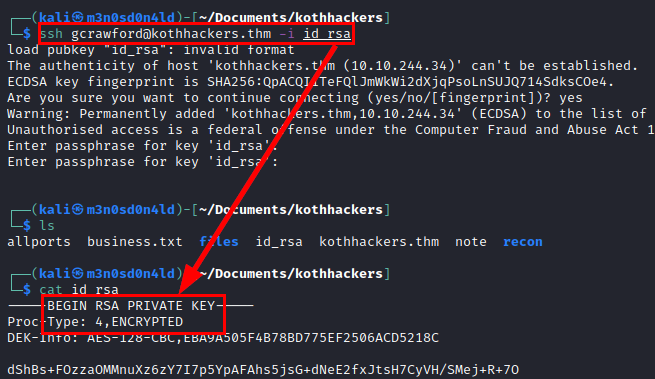 (kali㉿m3n0sd0n4ld)-[~/Documents/kothhackers]
$ ssh gcrawford@kothhackers.thm -i id_rsa
load pubkey "id_rsa": invalid format
The authenticity of host 'kothhackers.thm (10.10.244.34)' can't be established.
ECDSA key fingerprint is
Are you sure you want to continue connecting (yes/no/[fingerprint])? yes
Warning: Permanently added 'kothhackers.thm,10.10.244.34' (ECDSA) to the list of
Unauthorised access is a federal offense under the Computer Fraud and Abuse Act 1
Enter passphrase for key 'id_rsa':
Enter passphrase for key 'id_rsa':
(kali㉿m3n0sd0n4ld)-[~/Documents/kothhackers]
$ ls
allports business.txt files id_rsa kothhackers.thm note recon
(kali㉿m3n0sd0n4ld)-[~/Documents/kothhackers]
$ cat id_rsa
-----BEGIN RSA PRIVATE KEY-----
Proc-Type: 4,ENCRYPTED
DEK-Info: AES-128-CBC,EBA9A505F4B78BD775EF2506ACD5218C
dShBs+FOzzaOMMnuXz6zY7I7p5YpAFAhs5jsG+dNeE2fxJtsH7CyVH/SMej+R+7O